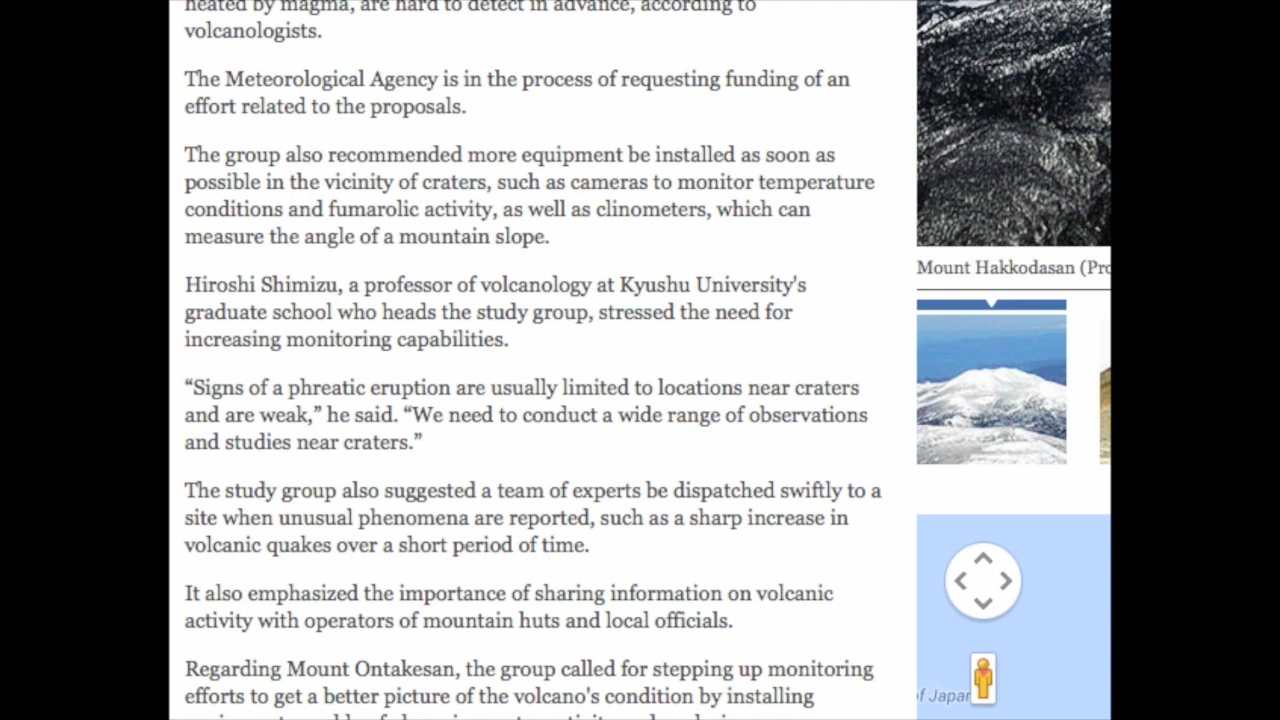 heated by magma, are hard to detect in advance, according to
volcanologists.
The Meteorological Agency is in the process of requesting funding of an
effort related to the proposals.
The group also recommended more equipment be installed as soon as
possible in the vicinity of craters, such as cameras to monitor temperature
conditions and fumarolic activity, as well as clinometers, which can
measure the angle of a mountain slope.
Hiroshi Shimizu, a professor of volcanology at Kyushu University's
graduate school who heads the study group, stressed the need for
increasing monitoring capabilities.
“Signs of a phreatic eruption are usually limited to locations near craters
and are weak,” he said. “We need to conduct a wide range of observations
and studies near craters.”
The study group also suggested a team of experts be dispatched swiftly to a
site when unusual phenomena are reported, such as a sharp increase in
volcanic quakes over a short period of time.
It also emphasized the importance of sharing information on volcanic
activity with operators of mountain huts and local officials.
Regarding Mount Ontakesan, the group called for stepping up monitoring
efforts to get a better picture of the volcano's condition by installing
Mount Hakkodasan (Pro
of Japan